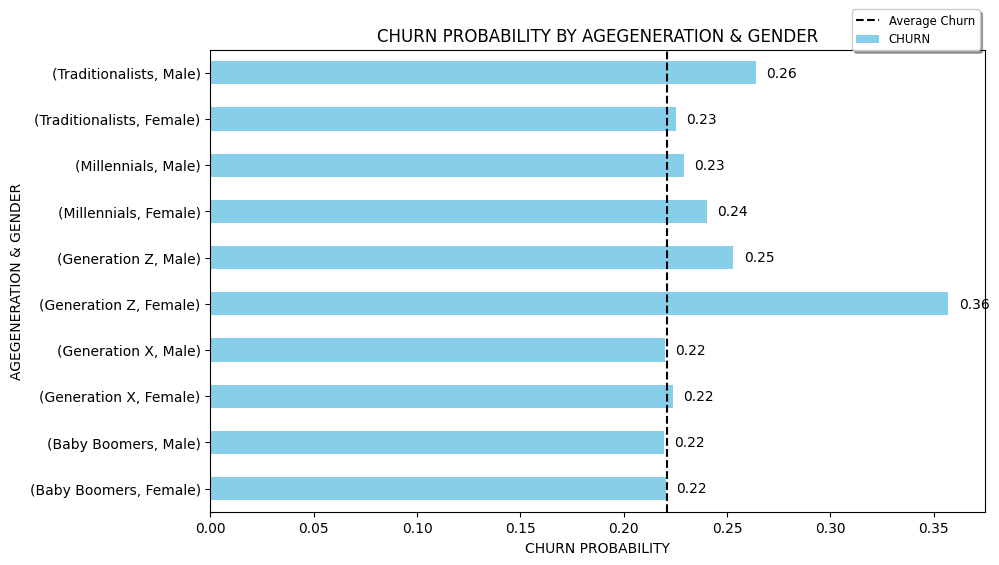 Average Churn
CHURN
CHURN PROBABILITY BY AGEGENERATION & GENDER
(Traditionalists, Male) 0.26
(Traditionalists, Female) 0.23
(Millennials, Male) 0.23
(Millennials, Female) 0.24
(Generation Z, Male) 0.25
(Generation Z, Female) 0.36
(Generation X, Male) 0.22
(Generation X, Female) 0.22
(Baby Boomers, Male) 0.22
(Baby Boomers, Female) 0.22
AGEGENERATION & GENDER
0.00 0.05 0.10 0.15 0.20 0.25 0.30 0.35
CHURN PROBABILITY